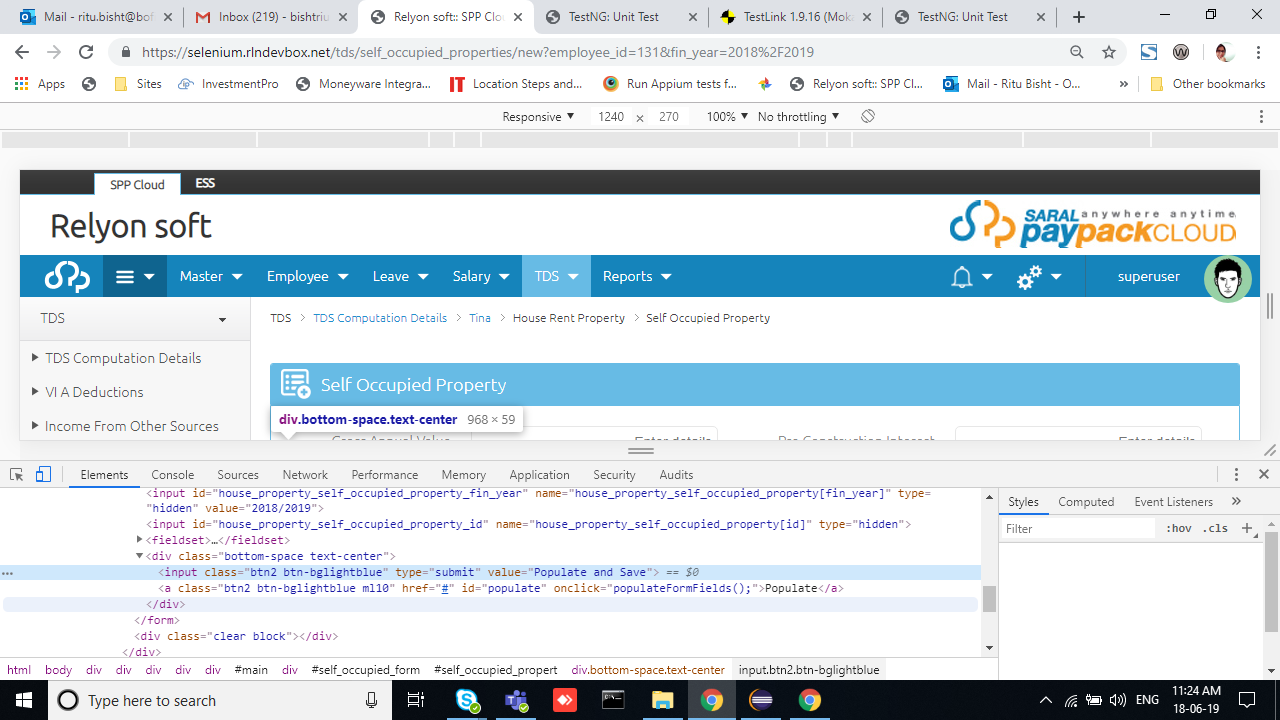 Mail - ritu.bisht@bof
Inbox (219) - bishtriu
Relyon soft:: SPP Clou
TestNG: Unit Test
TestLink 1.9.16 (Moka
TestNG: Unit Test
https://selenium.rlndevbox.net/tds/self_occupied_properties/new?employee_id=131&fin_year=2018%2F2019
Apps
Sites
InvestmentPro
Moneyware Integra...
Location Steps and...
Run Appium tests f...
Relyon soft:: SPP Cl...
Mail - Ritu Bisht - O...
»
Other bookmarks
Responsive ▼ 1240 × 270 100% ▼ No throttling ▼
SPP Cloud ESS
Relyon soft
SARAL anywhere anytime
paypackCLOUD
Master Employee Leave Salary TDS Reports superuser
TDS
TDS > TDS Computation Details > Tina > House Rent Property > Self Occupied Property
TDS Computation Details
VI A Deductions
Income From Other Sources
Self Occupied Property
div.bottom-space.text-center 968 × 59
Gross Annual Value Enter details Pre Construction Interest Enter details
Elements Console Sources Network Performance Memory Application Security Audits
<input id="house_property_self_occupied_property_fin_year" name="house_property_self_occupied_property[fin_year]" type=
"hidden" value="2018/2019">
<input id="house_property_self_occupied_property_id" name="house_property_self_occupied_property[id]" type="hidden">
<fieldset>…</fieldset>
<div class="bottom-space text-center">
<input class="btn2 btn-bglightblue" type="submit" value="Populate and Save"> == $0
<a class="btn2 btn-bglightblue ml10" href="#" id="populate" onclick="populateFormFields();">Populate</a>
</div>
</form>
<div class="clear block"></div>
</div>
Styles Computed Event Listeners »
Filter :hov .cls +
html body div div div div div #main div #self_occupied_form #self_occupied_propert div.bottom-space.text-center input.btn2.btn-bglightblue
Type here to search
ENG
11:24 AM
18-06-19